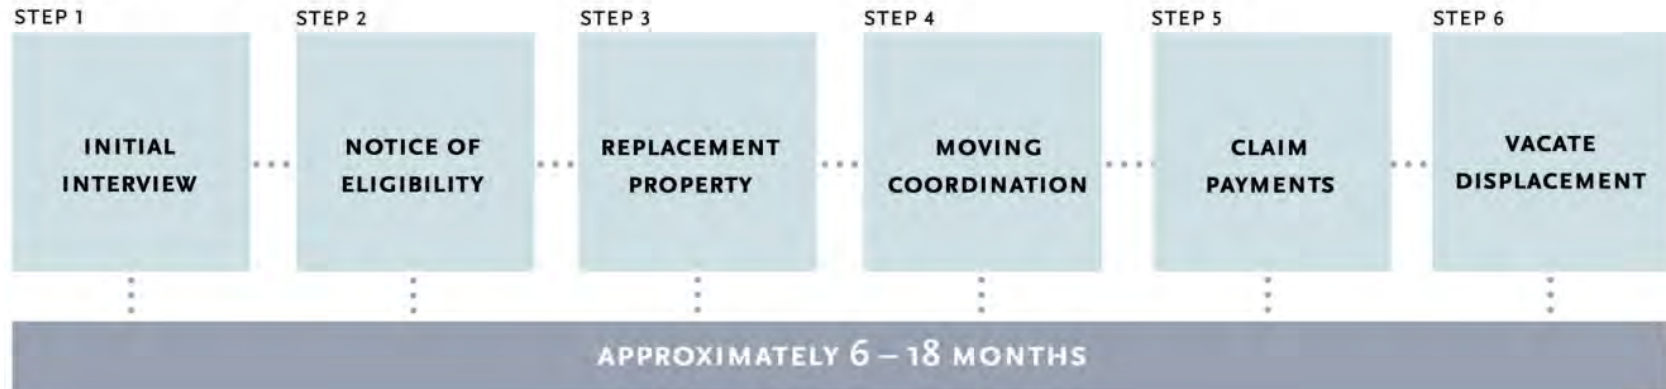 STEP 1
INITIAL
INTERVIEW
STEP 2
NOTICE OF
ELIGIBILITY
STEP 3
REPLACEMENT
PROPERTY
STEP 4
MOVING
COORDINATION
STEP 5
CLAIM
PAYMENTS
STEP 6
VACATE
DISPLACEMENT
APPROXIMATELY 6 – 18 MONTHS